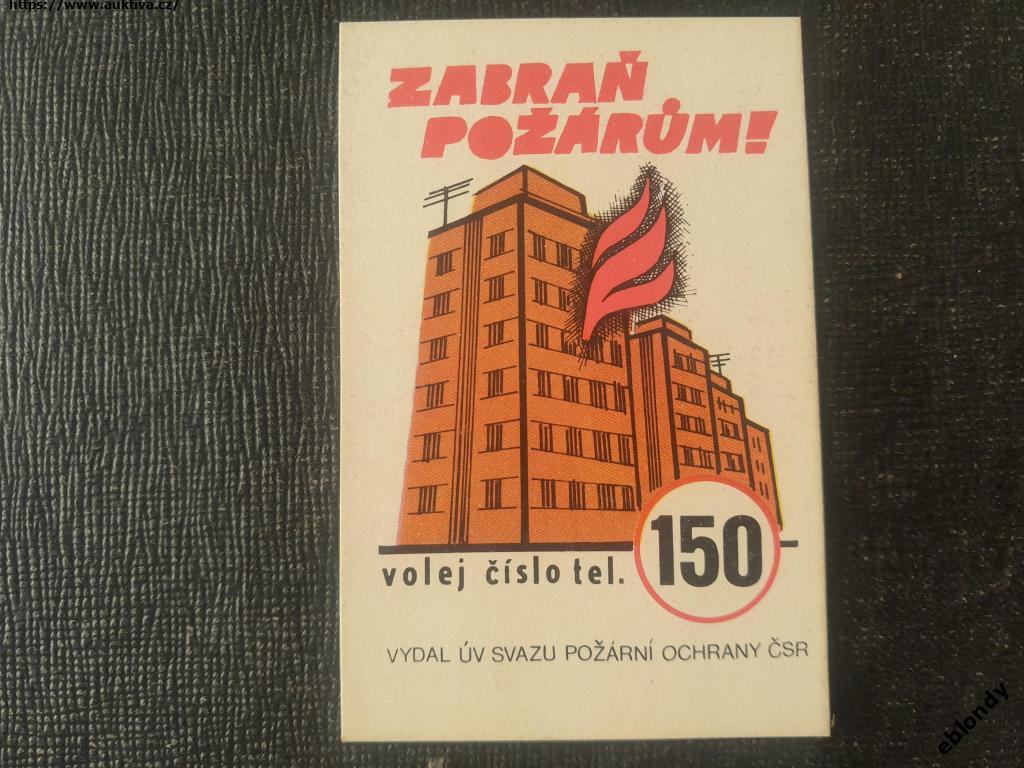 https://www.auktiva.cz/
ZABRAŇ
POŽÁRŮM!
volej číslo tel. 150
VYDAL ÚV SVAZU POŽÁRNÍ OCHRANY ČSR
eblondy